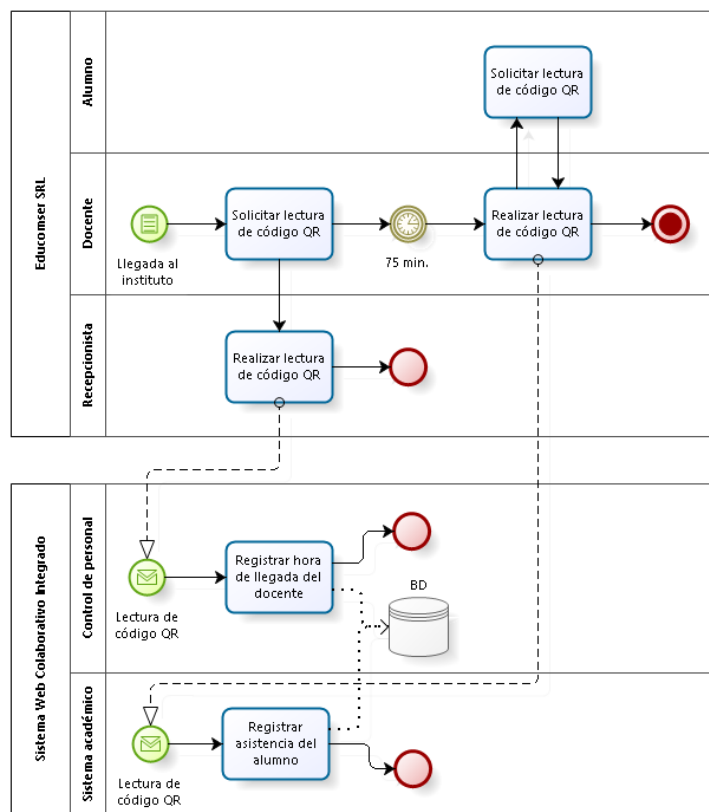 Educomser SRL
Alumno
Solicitar lectura
de código QR
Docente
Llegada al
instituto
Solicitar lectura
de código QR
75 min.
Realizar lectura
de código QR
Recepcionista
Realizar lectura
de código QR
Sistema Web Colaborativo Integrado
Control de personal
Lectura de
código QR
Registrar hora
de llegada del
docente
BD
Sistema académico
Lectura de
código QR
Registrar
asistencia del
alumno